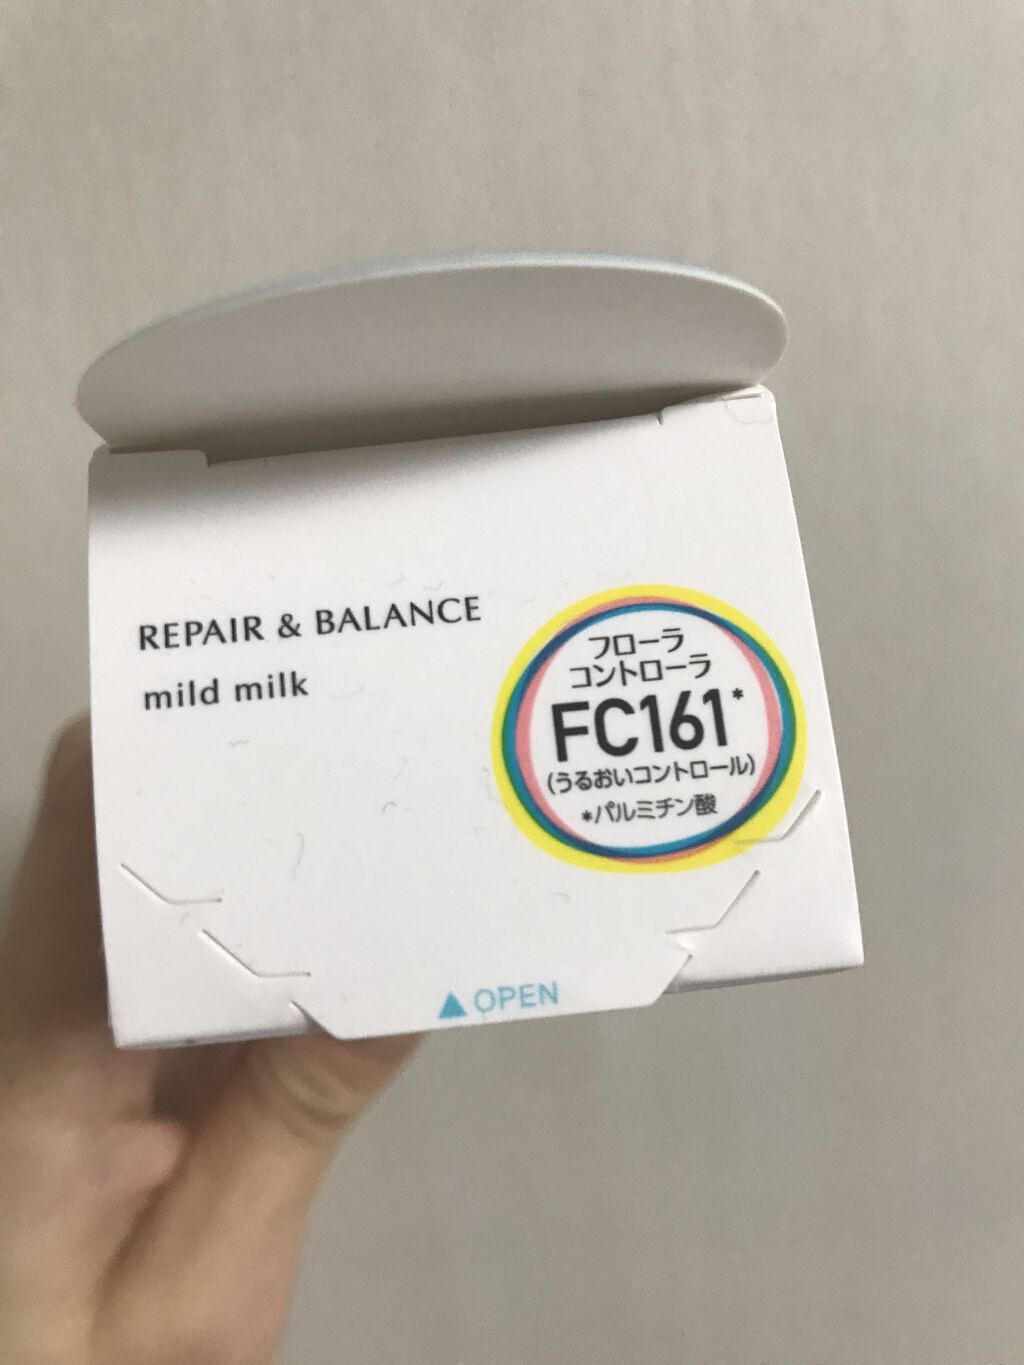 REPAIR & BALANCE
mild milk
フローラ
コントローラ
FC161*
(うるおいコントロール)
*パルミチン酸
▲OPEN